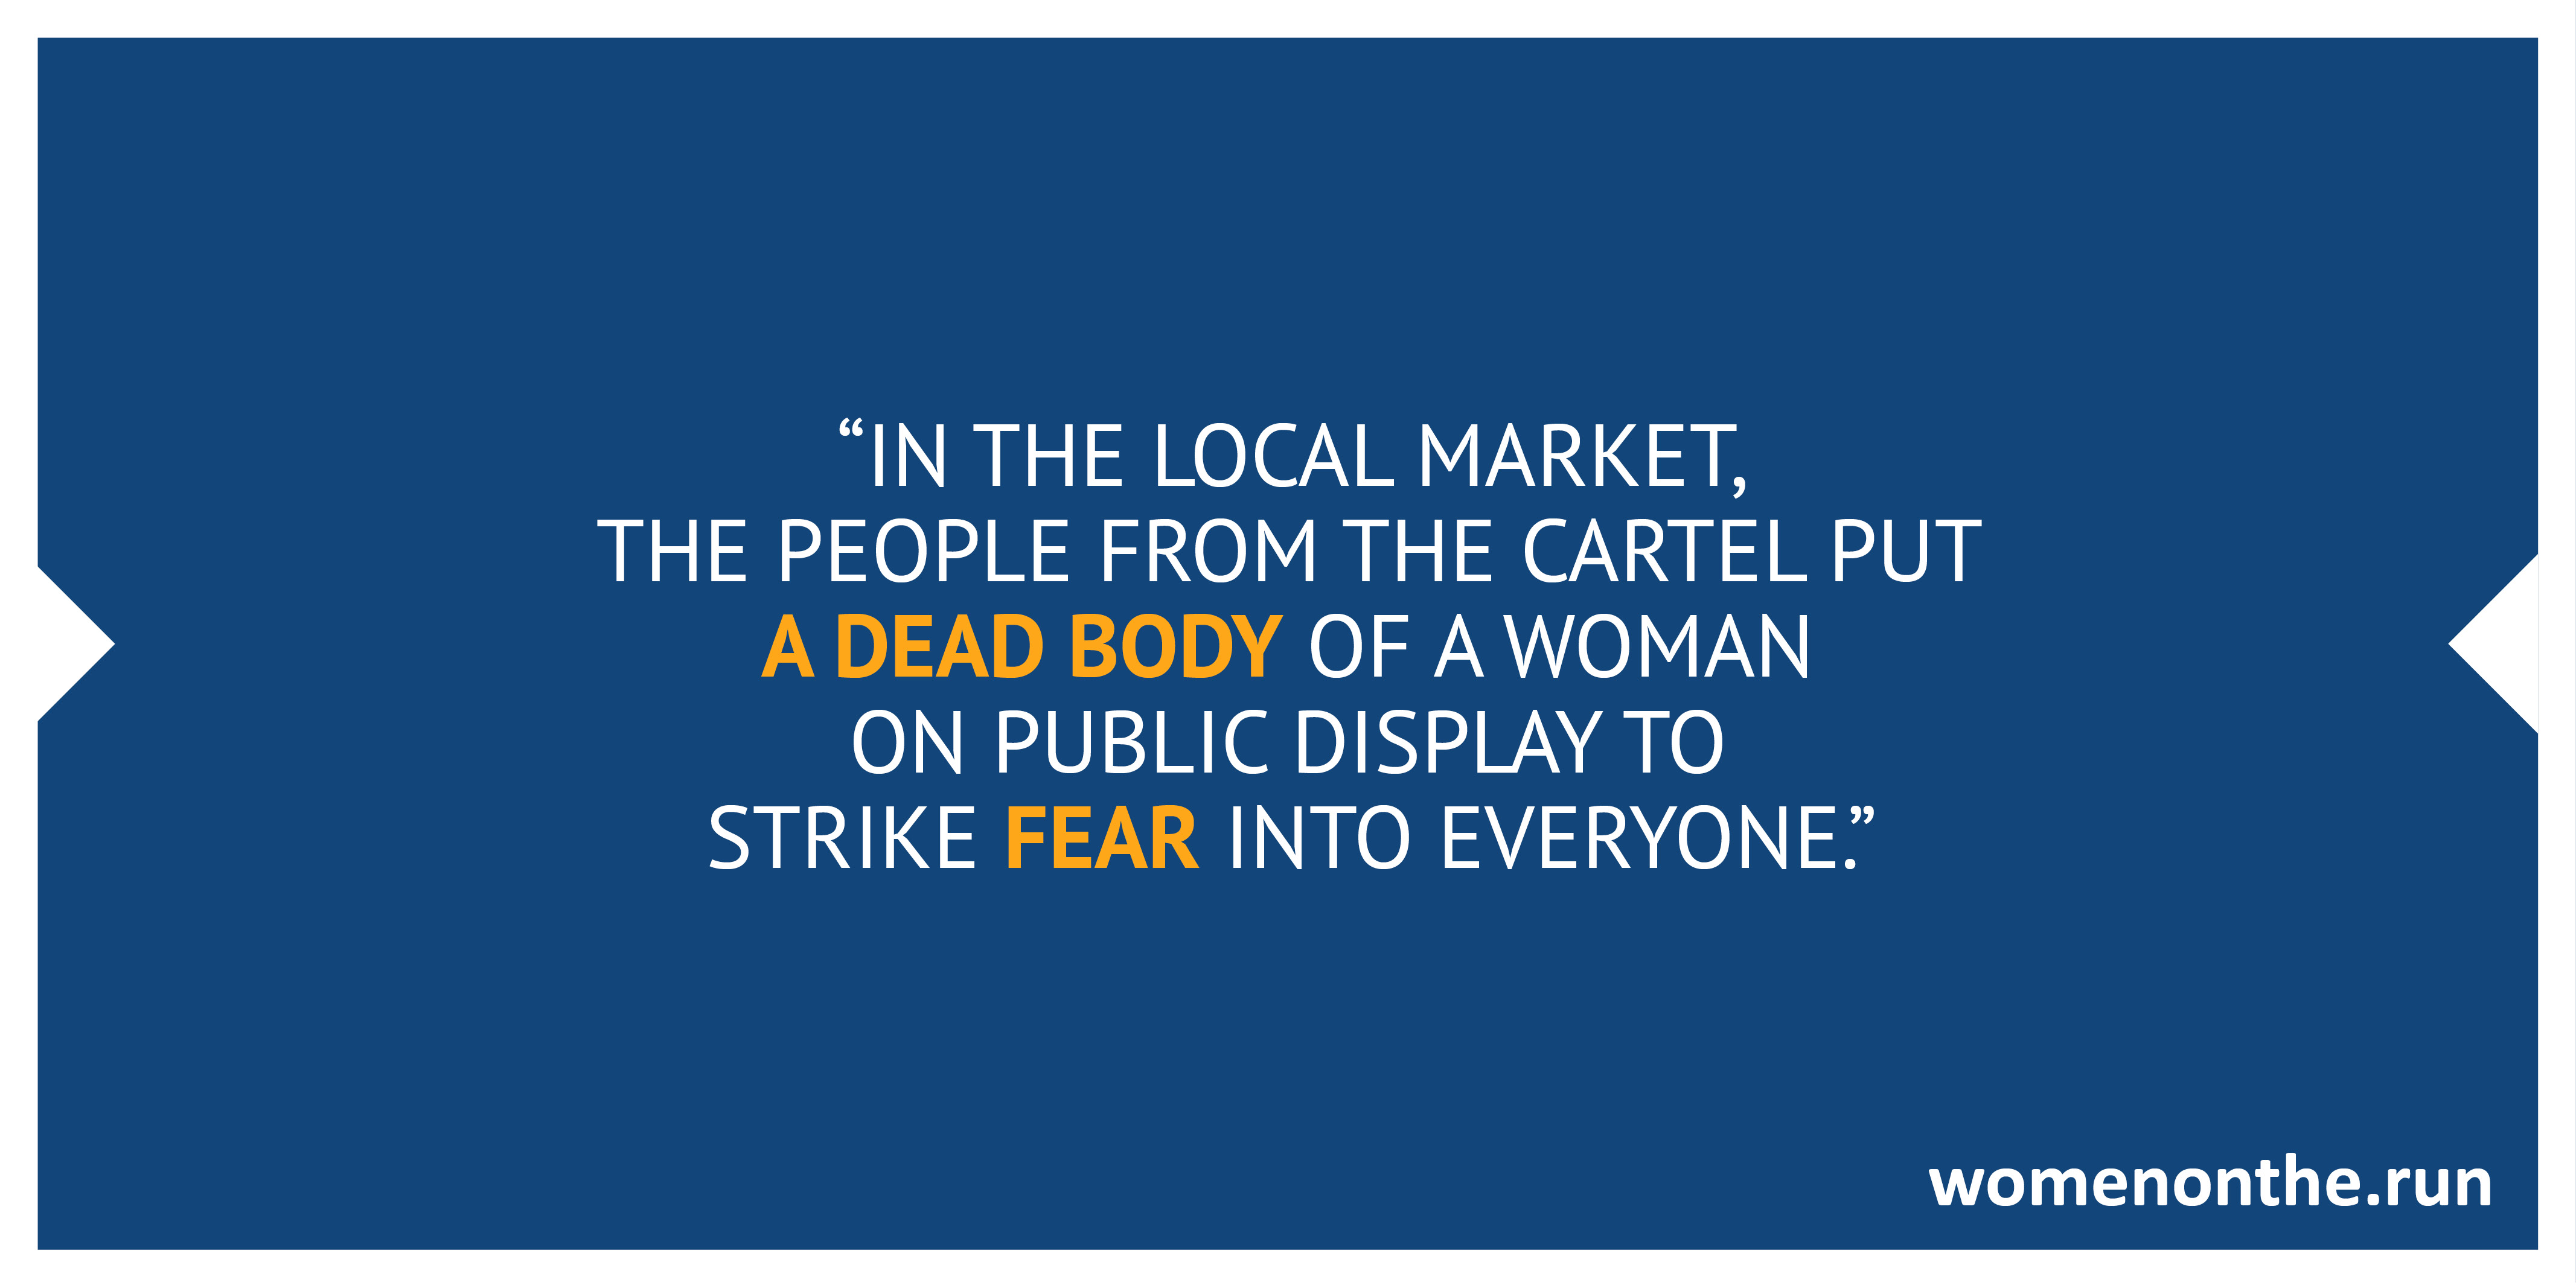 “IN THE LOCAL MARKET,
THE PEOPLE FROM THE CARTEL PUT
A DEAD BODY OF A WOMAN
ON PUBLIC DISPLAY TO
STRIKE FEAR INTO EVERYONE.”
womenonthe.run